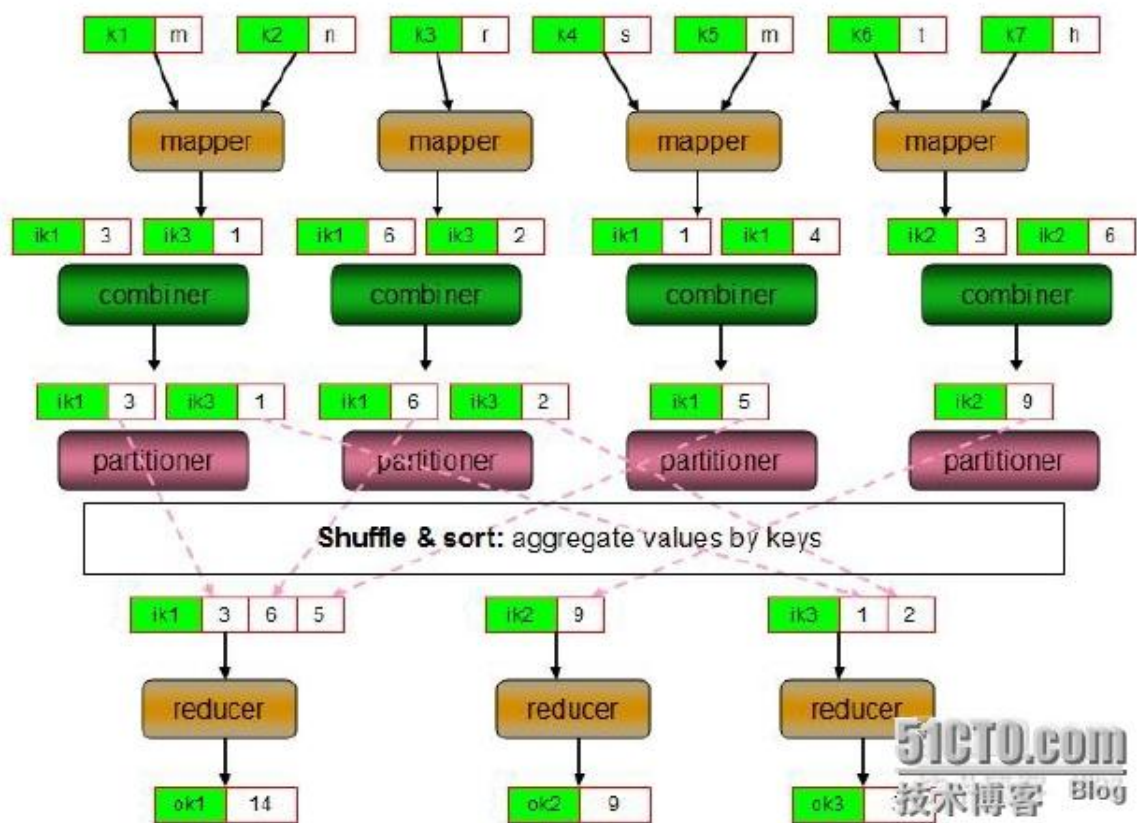 k1 m k2 n k3 r k4 s k5 m k6 t k7 h
mapper mapper mapper mapper
ik1 3 ik3 1 ik1 6 ik3 2 ik1 1 ik1 4 ik2 3 ik2 6
combiner combiner combiner combiner
ik1 3 ik3 1 ik1 6 ik3 2 ik1 5 ik2 9
partitioner partitioner partitioner partitioner
Shuffle & sort: aggregate values by keys
ik1 3 6 5 ik2 9 ik3 1 2
reducer reducer reducer
ok1 14 ok2 9 ok3
51CTO.com
技术博客 Blog